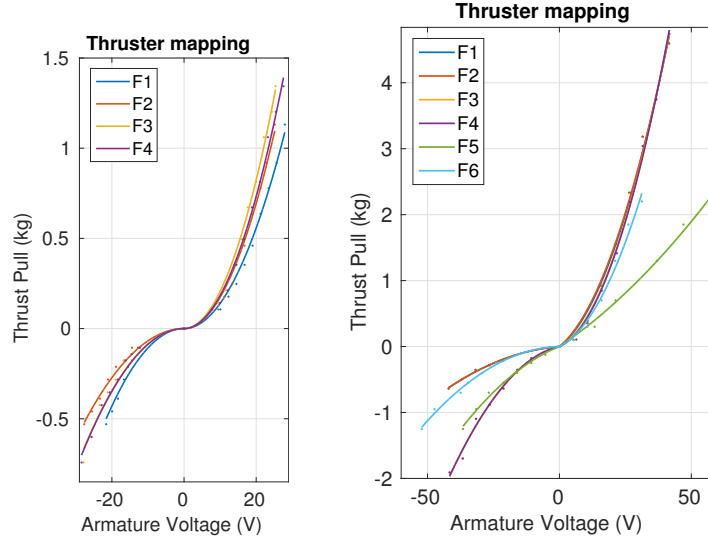 Thruster mapping
1.5
1
0.5
0
-0.5
Thrust Pull (kg)
F1
F2
F3
F4
-20
0
20
Armature Voltage (V)
Thruster mapping
4
3
2
1
0
-1
-2
Thrust Pull (kg)
F1
F2
F3
F4
F5
F6
-50
0
50
Armature Voltage (V)